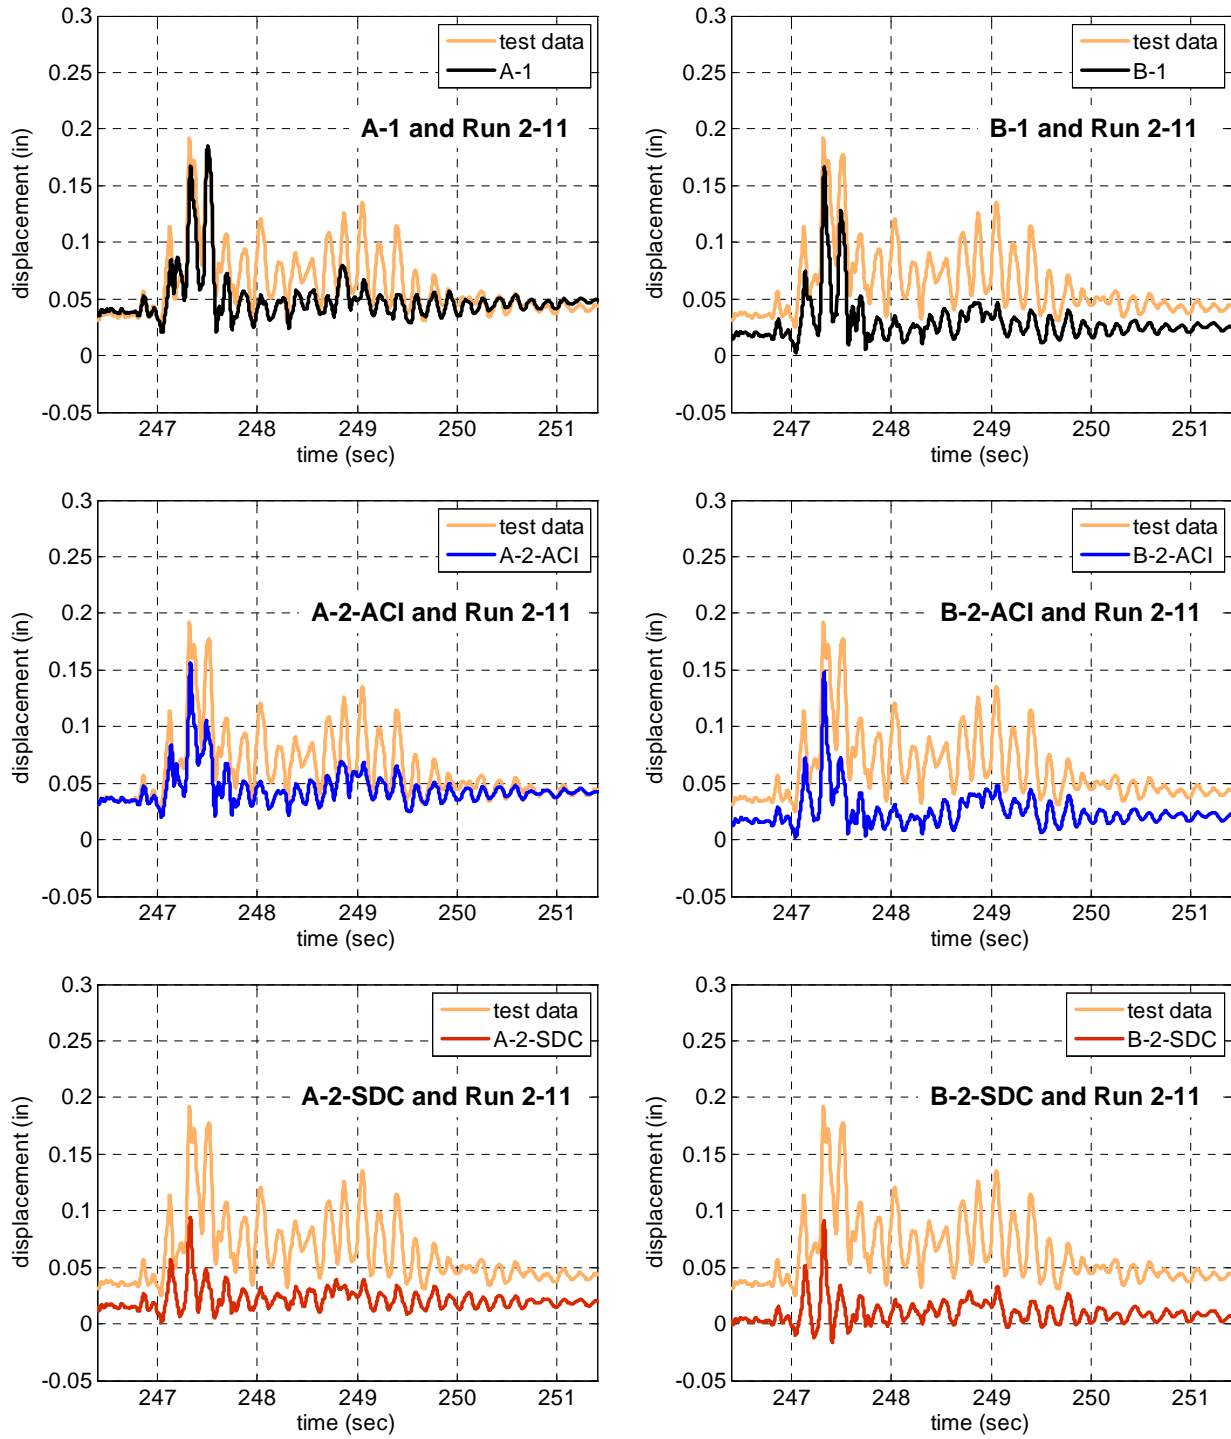 0.3
0.25
0.2
0.15
0.1
0.05
0
-0.05
displacement (in)
test data
A-1
A-1 and Run 2-11
247 248 249 250 251
time (sec)
0.3
0.25
0.2
0.15
0.1
0.05
0
-0.05
displacement (in)
test data
B-1
B-1 and Run 2-11
247 248 249 250 251
time (sec)
0.3
0.25
0.2
0.15
0.1
0.05
0
-0.05
displacement (in)
test data
A-2-ACI
A-2-ACI and Run 2-11
247 248 249 250 251
time (sec)
0.3
0.25
0.2
0.15
0.1
0.05
0
-0.05
displacement (in)
test data
B-2-ACI
B-2-ACI and Run 2-11
247 248 249 250 251
time (sec)
0.3
0.25
0.2
0.15
0.1
0.05
0
-0.05
displacement (in)
test data
A-2-SDC
A-2-SDC and Run 2-11
247 248 249 250 251
time (sec)
0.3
0.25
0.2
0.15
0.1
0.05
0
-0.05
displacement (in)
test data
B-2-SDC
B-2-SDC and Run 2-11
247 248 249 250 251
time (sec)